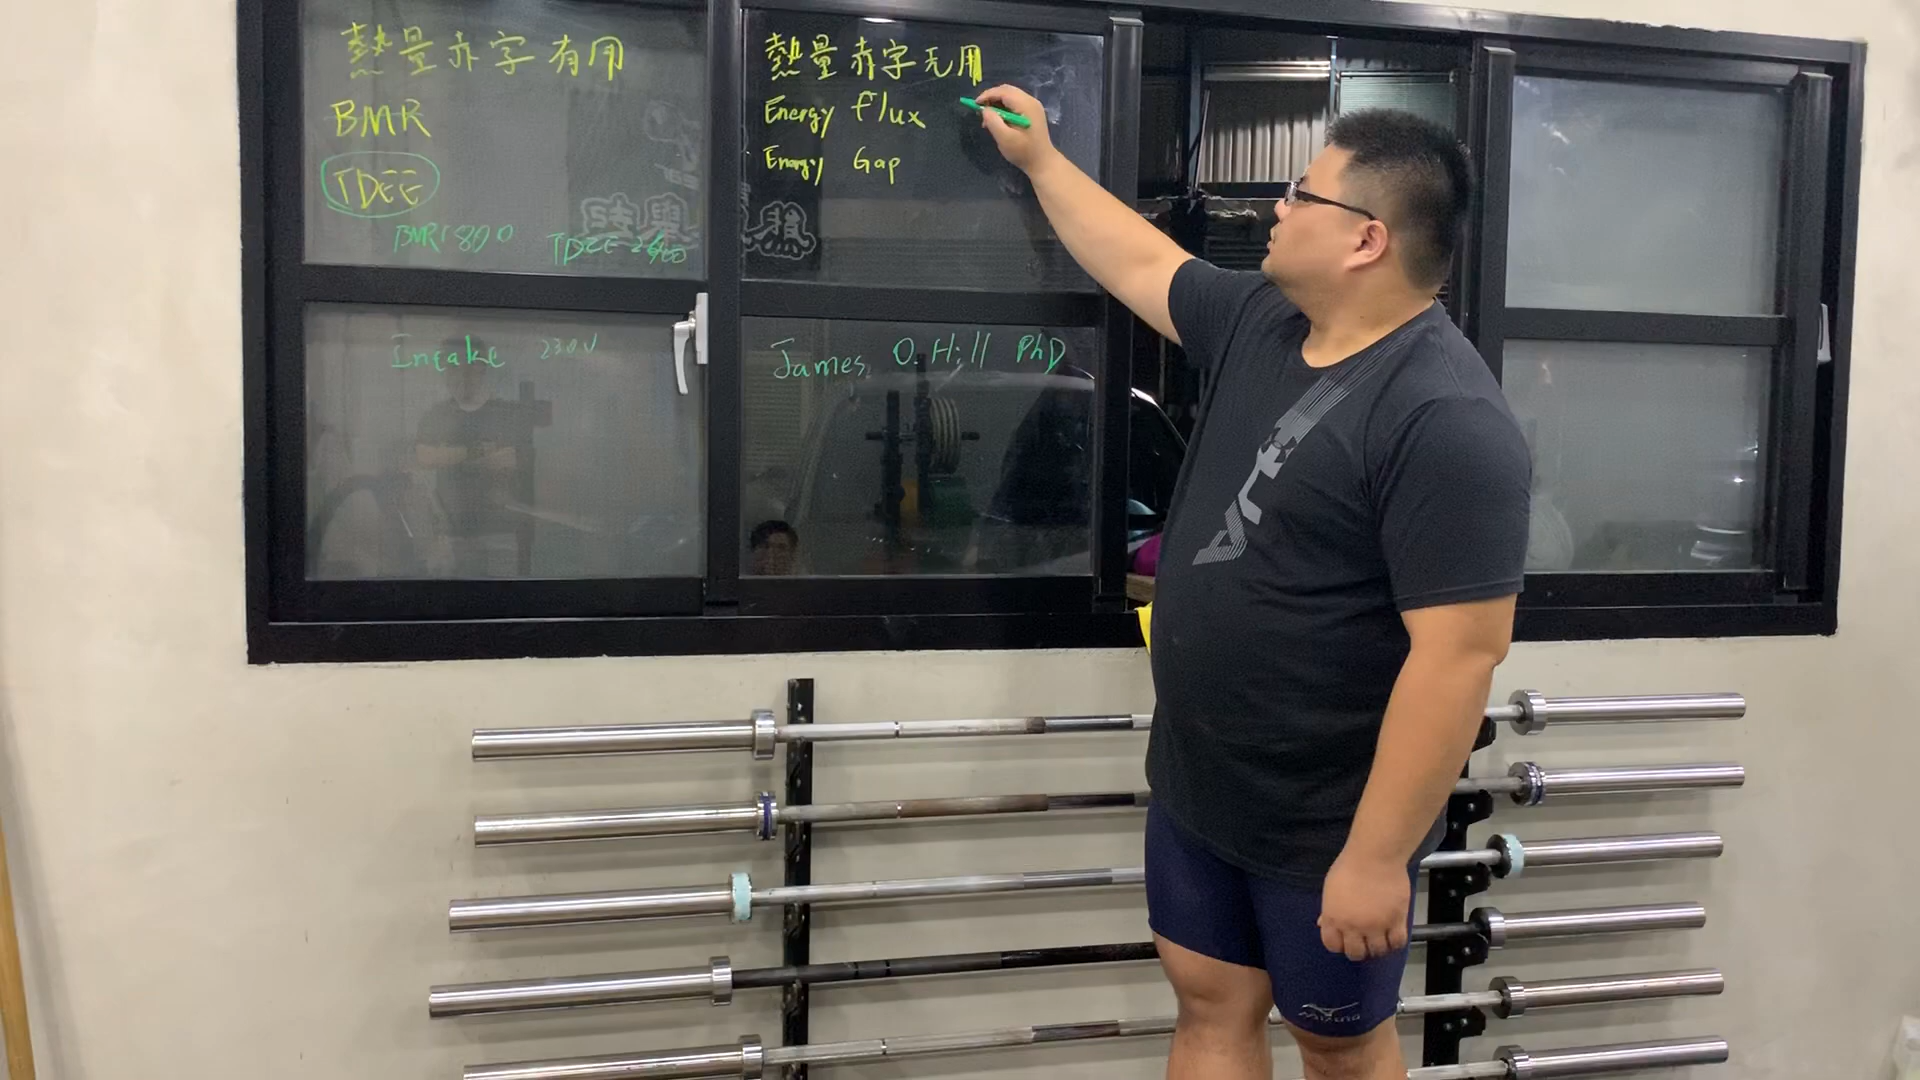 熱量赤字有用
BMR
TDEE
BMR 1800
TDEE 2400
Intake 2300
熱量赤字无用
Energy flux
Energy Gap
James O. Hill PhD
MIZUNO